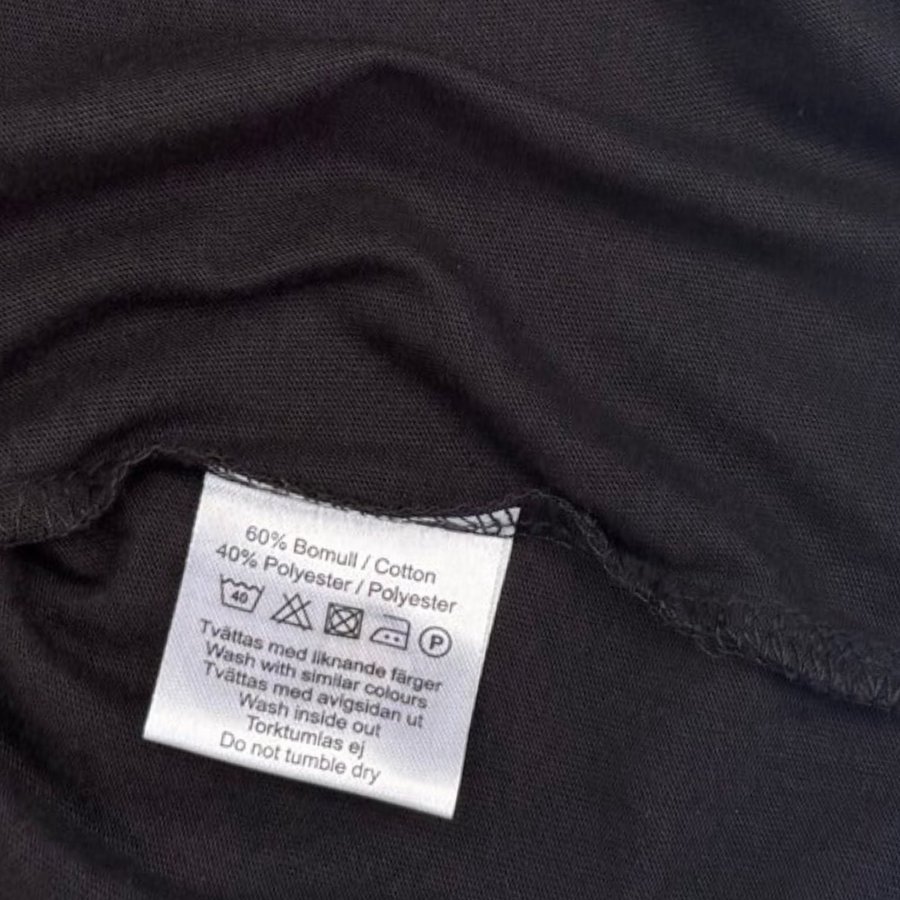 60% Bomull / Cotton
40% Polyester / Polyester
40 P
Tvättas med liknande färger
Wash with similar colours
Tvättas med avigsidan ut
Wash inside out
Torktumlas ej
Do not tumble dry